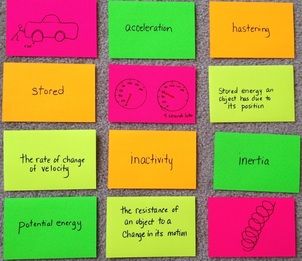 acceleration
hastening
Stored
Stored energy an
object has due to
its position
the rate of change
of velocity
Inactivity
inertia
potential energy
the resistance of
an object to a
change in its motion